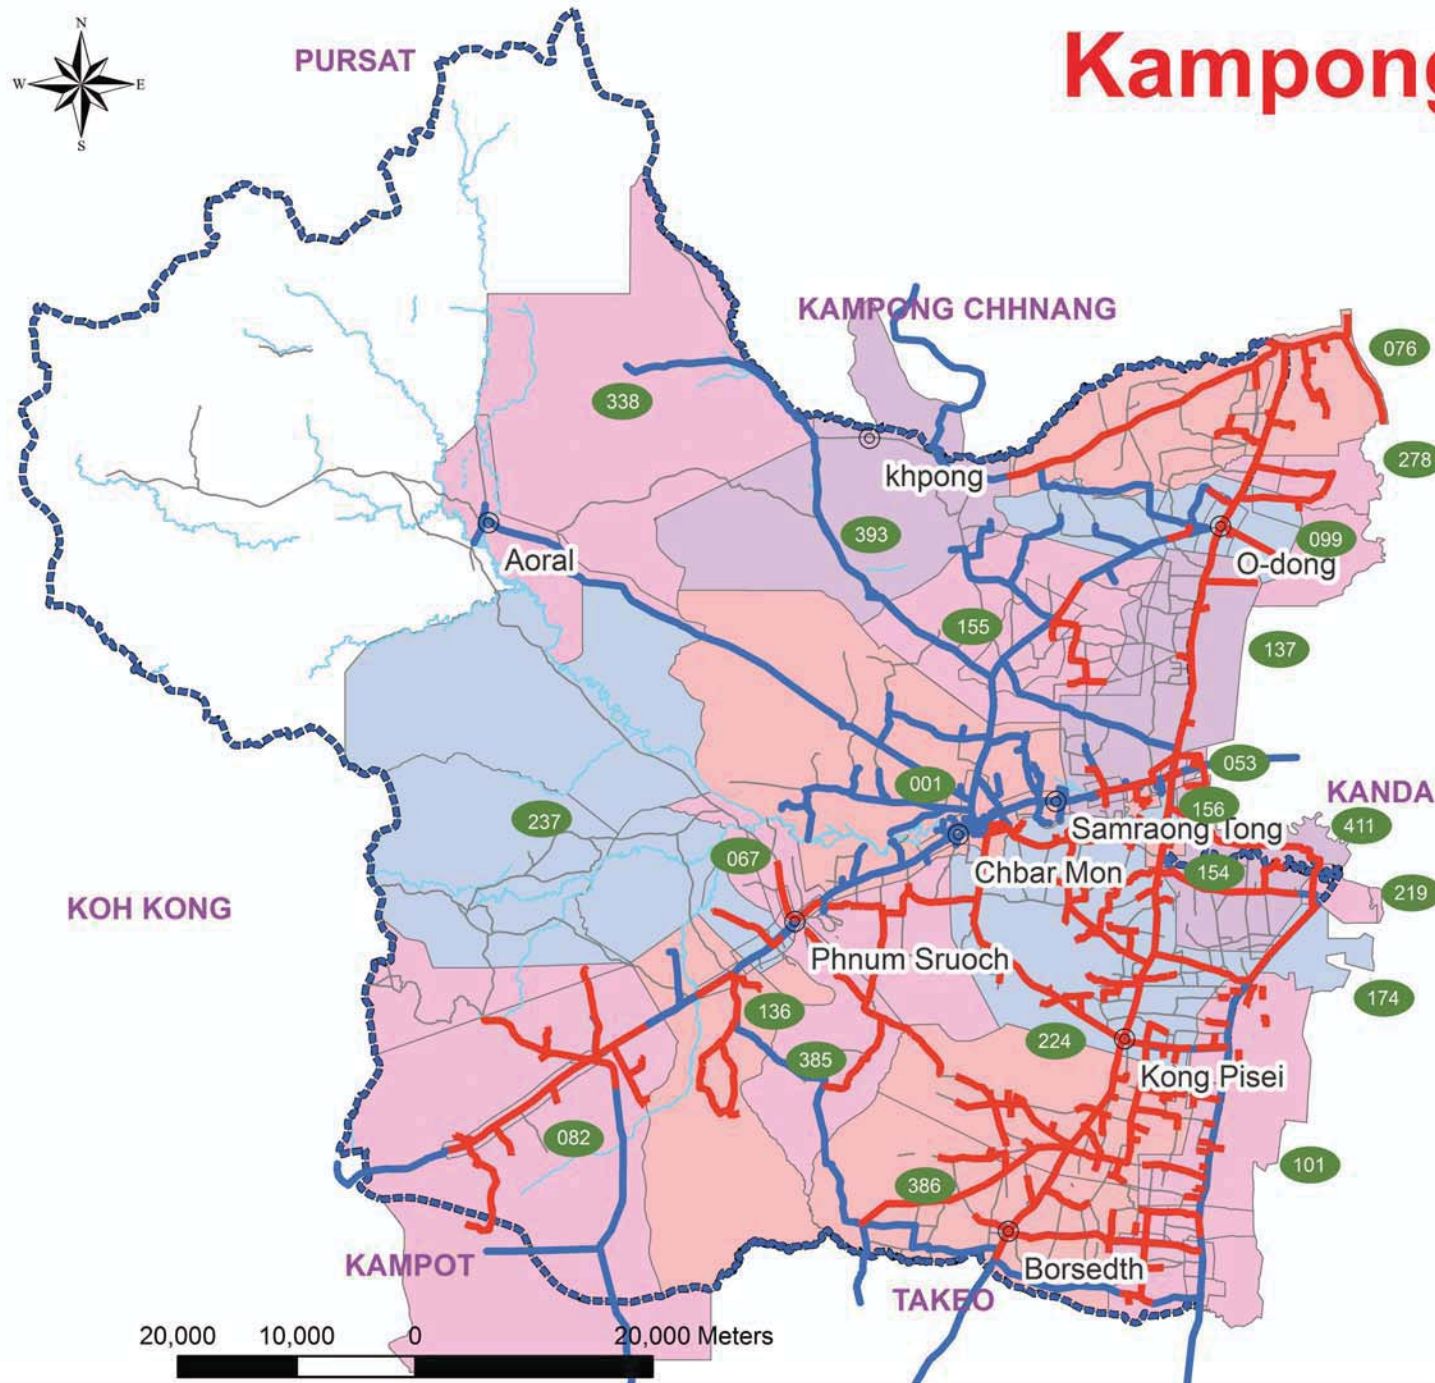 N
W E
S
PURSAT
Kampong
KAMPONG CHHNANG
076
338
278
khpong
393
099
Aoral
O-dong
155
137
053
001
KANDA
156
411
237
Samraong Tong
067
154
Chbar Mon
219
KOH KONG
Phnum Sruoch
174
136
224
385
Kong Pisei
082
101
386
KAMPOT
Borsedth
TAKEO
20,000 10,000 0 20,000 Meters